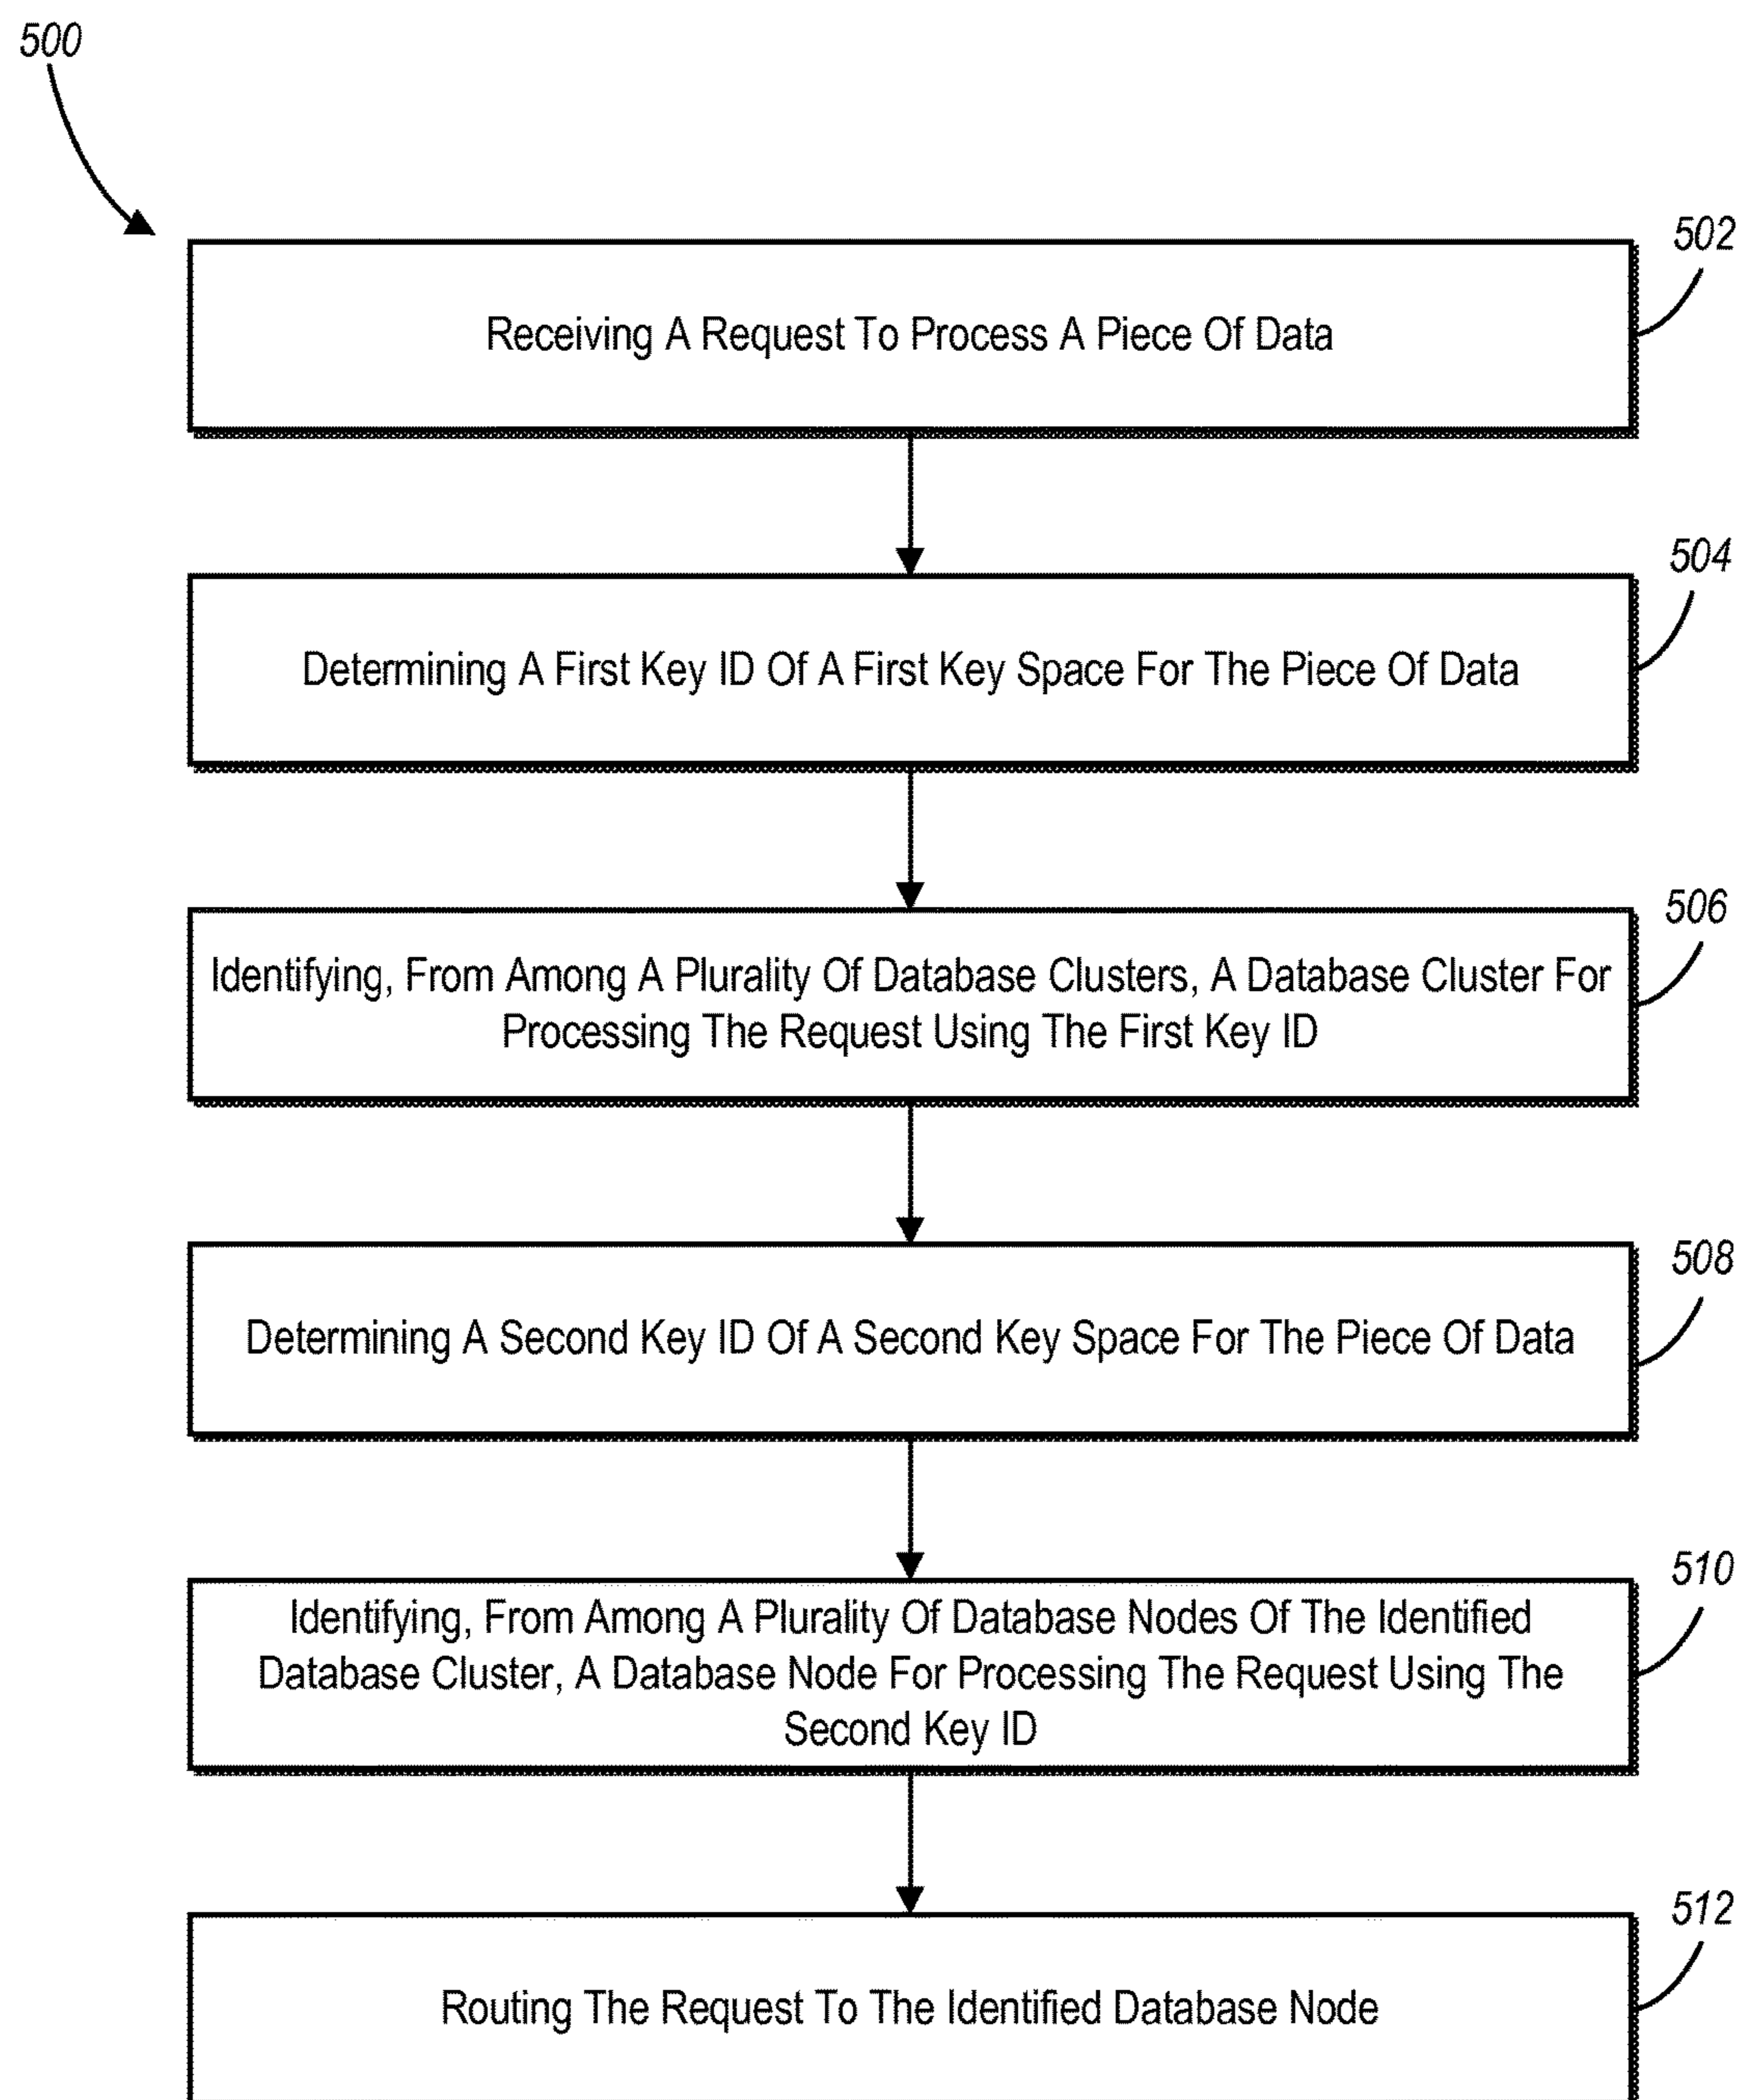 500
502
Receiving A Request To Process A Piece Of Data
504
Determining A First Key ID Of A First Key Space For The Piece Of Data
506
Identifying, From Among A Plurality Of Database Clusters, A Database Cluster For
Processing The Request Using The First Key ID
508
Determining A Second Key ID Of A Second Key Space For The Piece Of Data
510
Identifying, From Among A Plurality Of Database Nodes Of The Identified
Database Cluster, A Database Node For Processing The Request Using The
Second Key ID
512
Routing The Request To The Identified Database Node